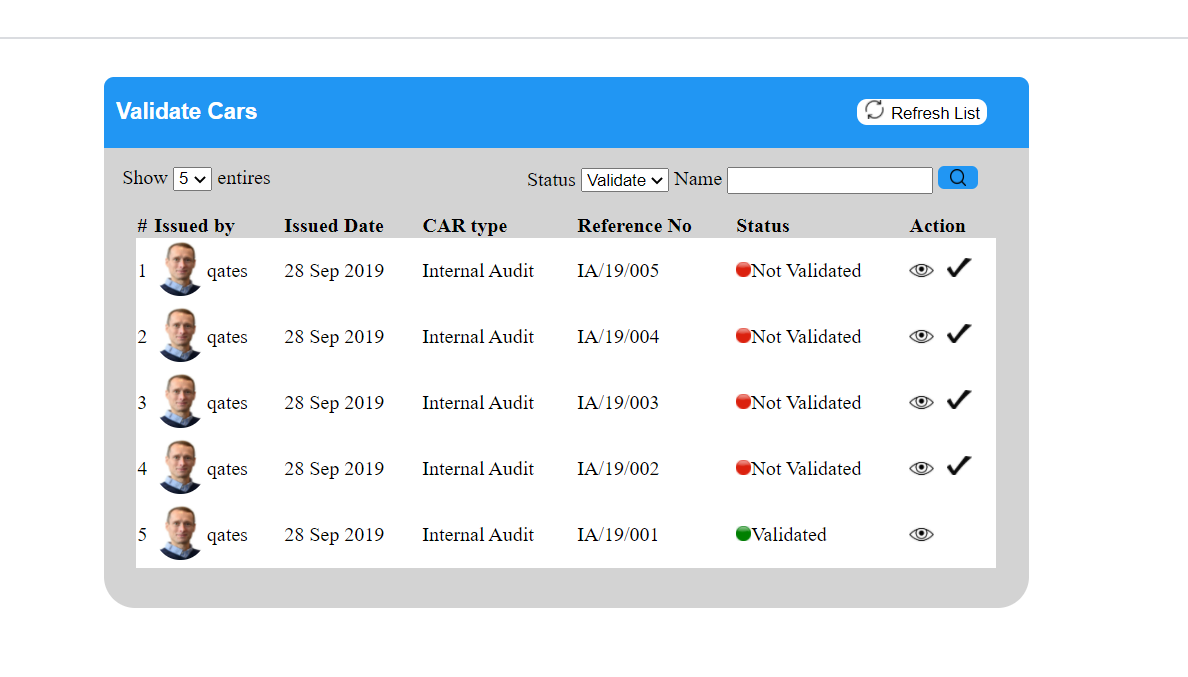 Validate Cars Refresh List
Show 5 entires Status Validate Name
# Issued by Issued Date CAR type Reference No Status Action
1 qates 28 Sep 2019 Internal Audit IA/19/005 Not Validated
2 qates 28 Sep 2019 Internal Audit IA/19/004 Not Validated
3 qates 28 Sep 2019 Internal Audit IA/19/003 Not Validated
4 qates 28 Sep 2019 Internal Audit IA/19/002 Not Validated
5 qates 28 Sep 2019 Internal Audit IA/19/001 Validated